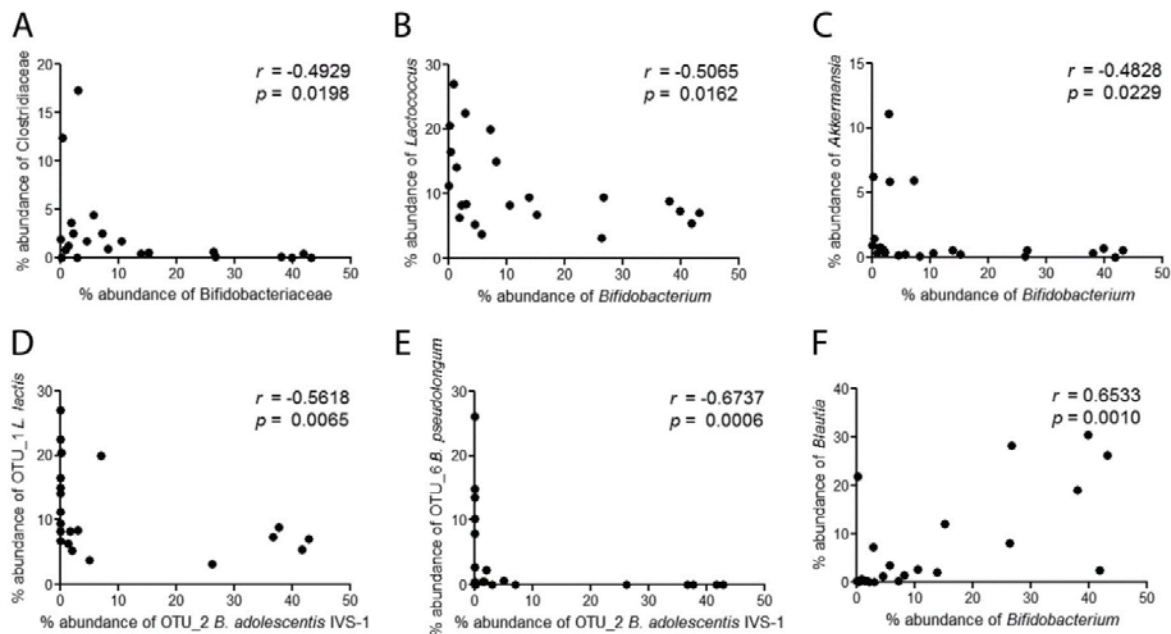 A
r = -0.4929
p = 0.0198
% abundance of Clostridiaceae
20
15
10
5
0
0 10 20 30 40 50
% abundance of Bifidobacteriaceae
B
r = -0.5065
p = 0.0162
% abundance of Lactococcus
30
20
10
0
0 10 20 30 40 50
% abundance of Bifidobacterium
C
r = -0.4828
p = 0.0229
% abundance of Akkermansia
15
10
5
0
0 10 20 30 40 50
% abundance of Bifidobacterium
D
r = -0.5618
p = 0.0065
% abundance of OTU_1 L. lactis
30
20
10
0
0 10 20 30 40 50
% abundance of OTU_2 B. adolescentis IVS-1
E
r = -0.6737
p = 0.0006
% abundance of OTU_6 B. pseudolongum
30
20
10
0
0 10 20 30 40 50
% abundance of OTU_2 B. adolescentis IVS-1
F
r = 0.6533
p = 0.0010
% abundance of Blautia
40
30
20
10
0
0 10 20 30 40 50
% abundance of Bifidobacterium